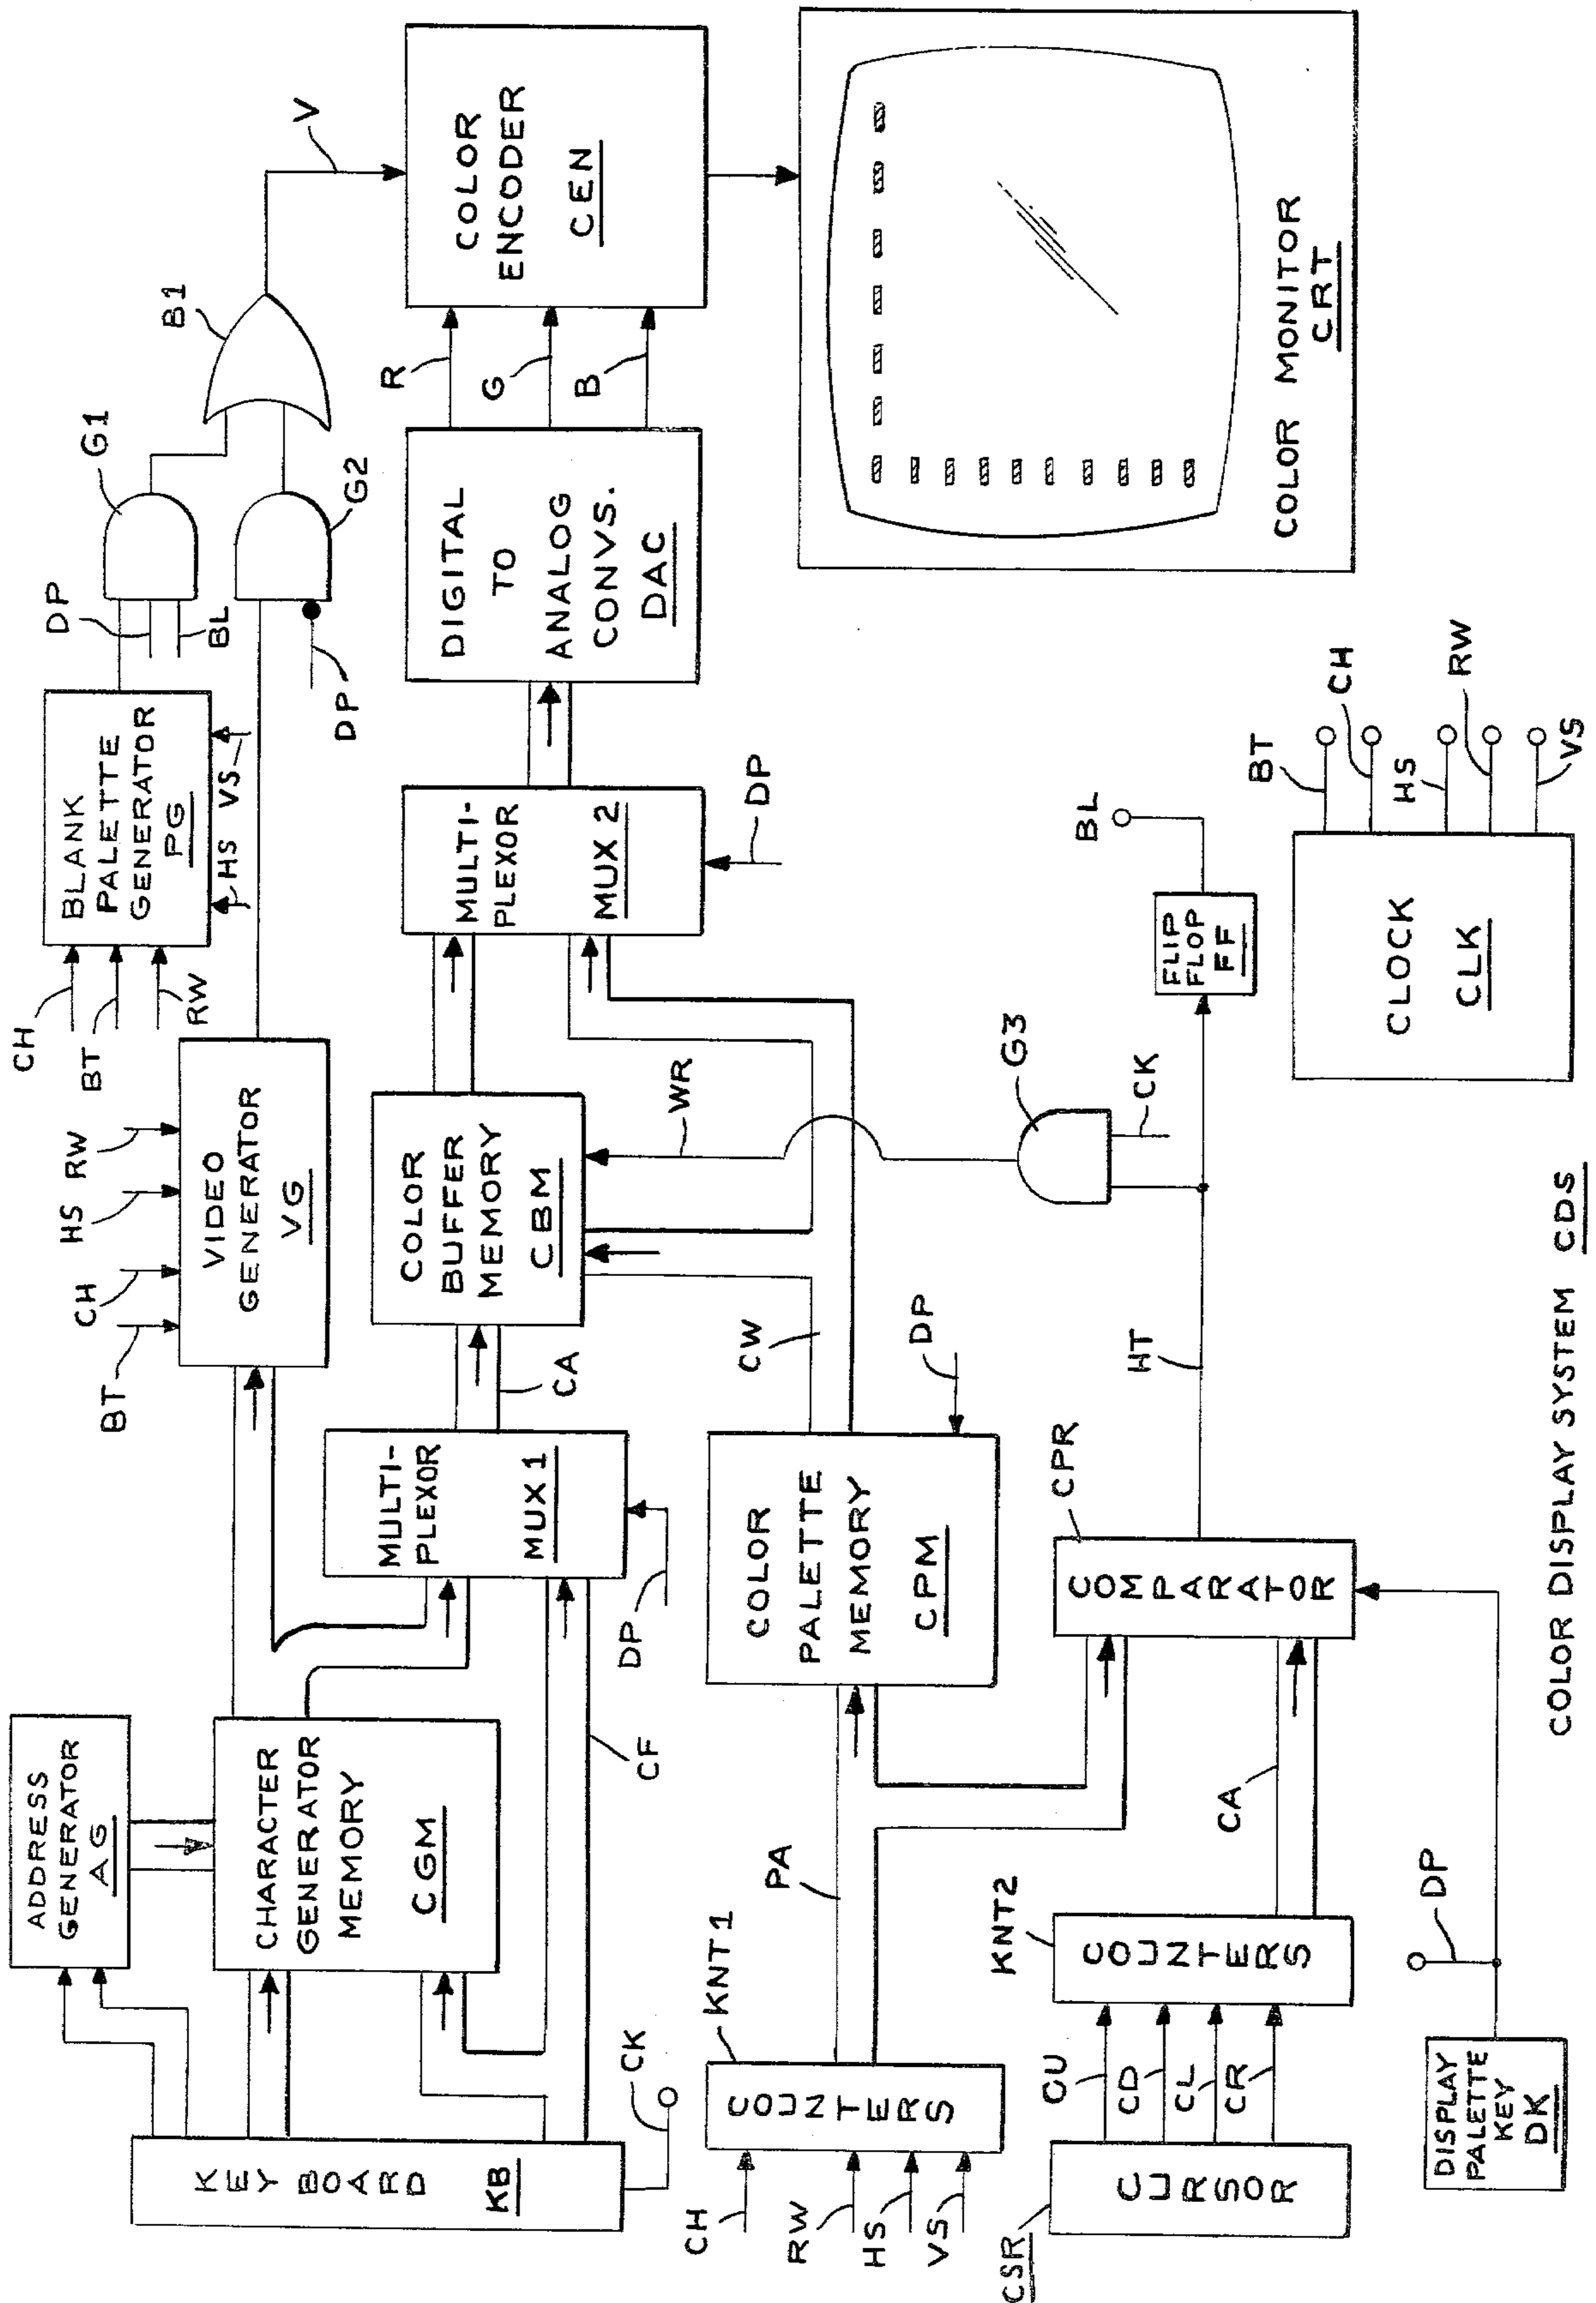 ADDRESS
GENERATOR
AG
KEYBOARD
KB
CK
CHARACTER
GENERATOR
MEMORY
CGM
CF
BT
CH
HS
RW
VIDEO
GENERATOR
VG
CH
BT
RW
BLANK
PALETTE
GENERATOR
PG
HS
VS
DP
BL
G1
DP
G2
B1
V
MULTI-
PLEXOR
MUX 1
DP
CA
COLOR
BUFFER
MEMORY
CBM
WR
MULTI-
PLEXOR
MUX 2
DP
DIGITAL
TO
ANALOG
CONVS.
DAC
R
G
B
COLOR
ENCODER
CEN
COLOR MONITOR
CRT
CH
RW
HS
VS
KNT1
COUNTERS
PA
COLOR
PALETTE
MEMORY
CPM
CW
DP
CSR
CURSOR
CU
CD
CL
CR
KNT2
COUNTERS
CA
CPR
COMPARATOR
HT
G3
CK
FLIP
FLOP
FF
BL
DISPLAY
PALETTE
KEY
DK
DP
CLOCK
CLK
BT
CH
HS
RW
VS
COLOR DISPLAY SYSTEM CDS